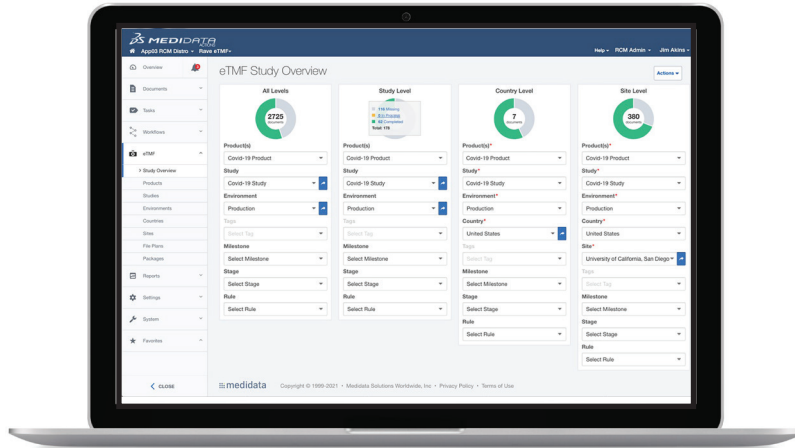 MEDIDATA
App03 RCM Distro Rave eTMF
Help RCM Admin Jim Akins
Overview
Documents
Tasks
Workflows
eTMF
Study Overview
Products
Studies
Environments
Countries
Sites
File Plans
Packages
Reports
Settings
System
Favorites
CLOSE
eTMF Study Overview
Actions
All Levels
2725
documents
Product(s)
Covid-19 Product
Study
Covid-19 Study
Environment
Production
Tags
Select Tag
Milestone
Select Milestone
Stage
Select Stage
Rule
Select Rule
Study Level
Missing
Completed
Product(s)
Covid-19 Product
Study
Covid-19 Study
Environment
Production
Tags
Select Tag
Milestone
Select Milestone
Stage
Select Stage
Rule
Select Rule
Country Level
7
documents
Product(s)*
Covid-19 Product
Study*
Covid-19 Study
Environment*
Production
Country*
United States
Tags
Select Tag
Milestone
Select Milestone
Stage
Select Stage
Rule
Select Rule
Site Level
380
documents
Product(s)*
Covid-19 Product
Study*
Covid-19 Study
Environment*
Production
Country*
United States
Site*
University of California, San Diego
Tags
Select Tag
Milestone
Select Milestone
Stage
Select Stage
Rule
Select Rule
medidata Copyright © 1999-2021 • Medidata Solutions Worldwide, Inc • Privacy Policy • Terms of Use